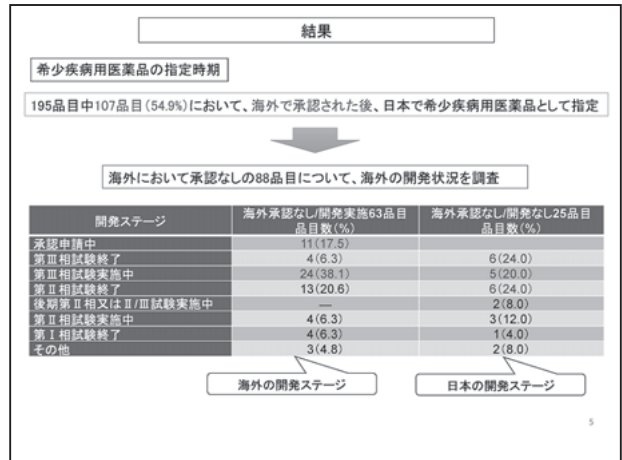 結果
希少疾病用医薬品の指定時期
195品目中107品目(54.9%)において、海外で承認された後、日本で希少疾病用医薬品として指定
海外において承認なしの88品目について、海外の開発状況を調査
開発ステージ 海外承認なし/開発実施63品目 品目数(%) 海外承認なし/開発なし25品目 品目数(%)
承認申請中 11(17.5)
第Ⅲ相試験終了 4(6.3) 6(24.0)
第Ⅲ相試験実施中 24(38.1) 5(20.0)
第Ⅱ相試験終了 13(20.6) 6(24.0)
後期第Ⅱ相又はⅡ/Ⅲ試験実施中 — 2(8.0)
第Ⅱ相試験実施中 4(6.3) 3(12.0)
第Ⅰ相試験終了 4(6.3) 1(4.0)
その他 3(4.8) 2(8.0)
海外の開発ステージ 日本の開発ステージ
5